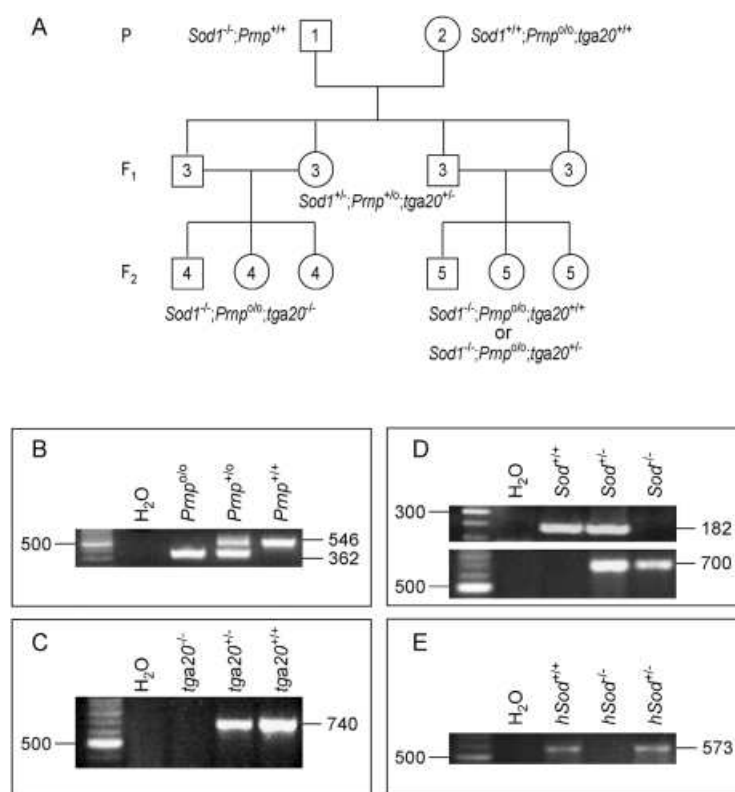 A
P
Sod1-/-;Prnp+/+
1
2
Sod1+/+;Prnpo/o;tga20+/+
F1
3
3
3
3
Sod1+/-;Prnp+/o;tga20+/-
F2
4
4
4
5
5
5
Sod1-/-;Prnpo/o;tga20-/-
Sod1-/-;Prnpo/o;tga20+/+
or
Sod1-/-;Prnpo/o;tga20+/-
B
H2O
Prnpo/o
Prnp+/o
Prnp+/+
500
546
362
D
H2O
Sod+/+
Sod+/-
Sod-/-
300
182
700
500
C
H2O
tga20-/-
tga20+/-
tga20+/+
740
500
E
H2O
hSod+/+
hSod-/-
hSod+/-
573
500